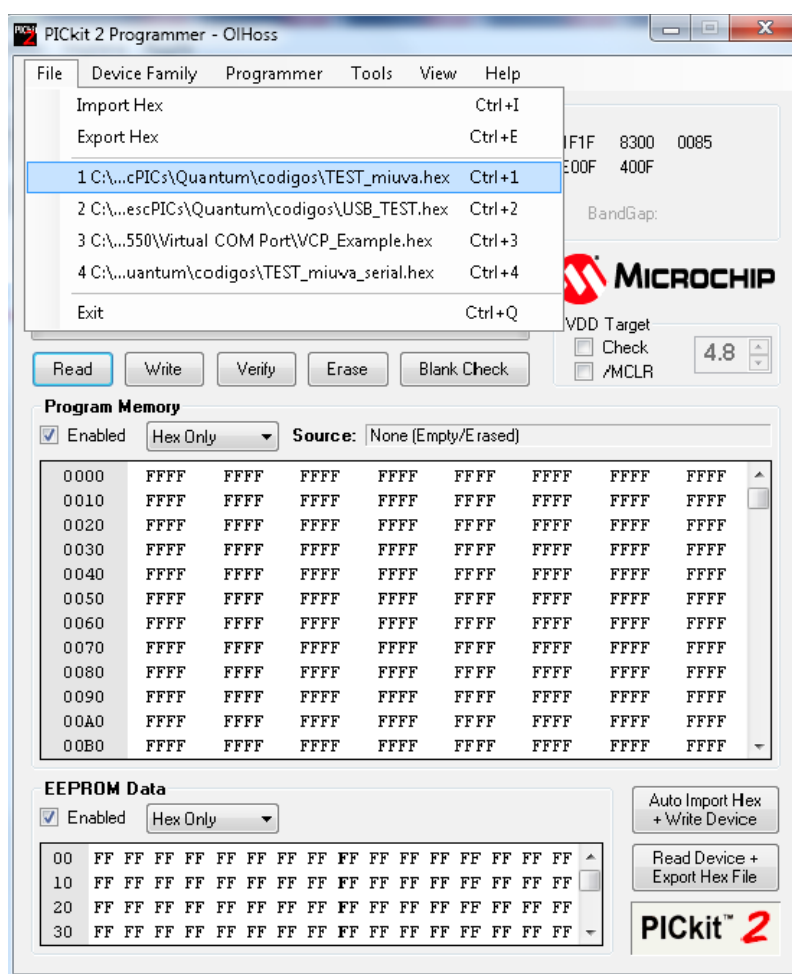 PICkit 2 Programmer - OlHoss
File Device Family Programmer Tools View Help
Import Hex Ctrl+I
Export Hex Ctrl+E
1F1F 8300 0085
E00F 400F
1 C:\...cPICs\Quantum\codigos\TEST_miuva.hex Ctrl+1
2 C:\...escPICs\Quantum\codigos\USB_TEST.hex Ctrl+2
BandGap:
3 C:\...550\Virtual COM Port\VCP_Example.hex Ctrl+3
4 C:\...uantum\codigos\TEST_miuva_serial.hex Ctrl+4
MICROCHIP
Exit Ctrl+Q
VDD Target
Check
4.8
/MCLR
Read Write Verify Erase Blank Check
Program Memory
Enabled Hex Only Source: None (Empty/Erased)
0000 FFFF FFFF FFFF FFFF FFFF FFFF FFFF FFFF
0010 FFFF FFFF FFFF FFFF FFFF FFFF FFFF FFFF
0020 FFFF FFFF FFFF FFFF FFFF FFFF FFFF FFFF
0030 FFFF FFFF FFFF FFFF FFFF FFFF FFFF FFFF
0040 FFFF FFFF FFFF FFFF FFFF FFFF FFFF FFFF
0050 FFFF FFFF FFFF FFFF FFFF FFFF FFFF FFFF
0060 FFFF FFFF FFFF FFFF FFFF FFFF FFFF FFFF
0070 FFFF FFFF FFFF FFFF FFFF FFFF FFFF FFFF
0080 FFFF FFFF FFFF FFFF FFFF FFFF FFFF FFFF
0090 FFFF FFFF FFFF FFFF FFFF FFFF FFFF FFFF
00A0 FFFF FFFF FFFF FFFF FFFF FFFF FFFF FFFF
00B0 FFFF FFFF FFFF FFFF FFFF FFFF FFFF FFFF
EEPROM Data
Enabled Hex Only
00 FF FF FF FF FF FF FF FF FF FF FF FF FF FF FF FF
10 FF FF FF FF FF FF FF FF FF FF FF FF FF FF FF FF
20 FF FF FF FF FF FF FF FF FF FF FF FF FF FF FF FF
30 FF FF FF FF FF FF FF FF FF FF FF FF FF FF FF FF
Auto Import Hex
+ Write Device
Read Device +
Export Hex File
PICkit™ 2